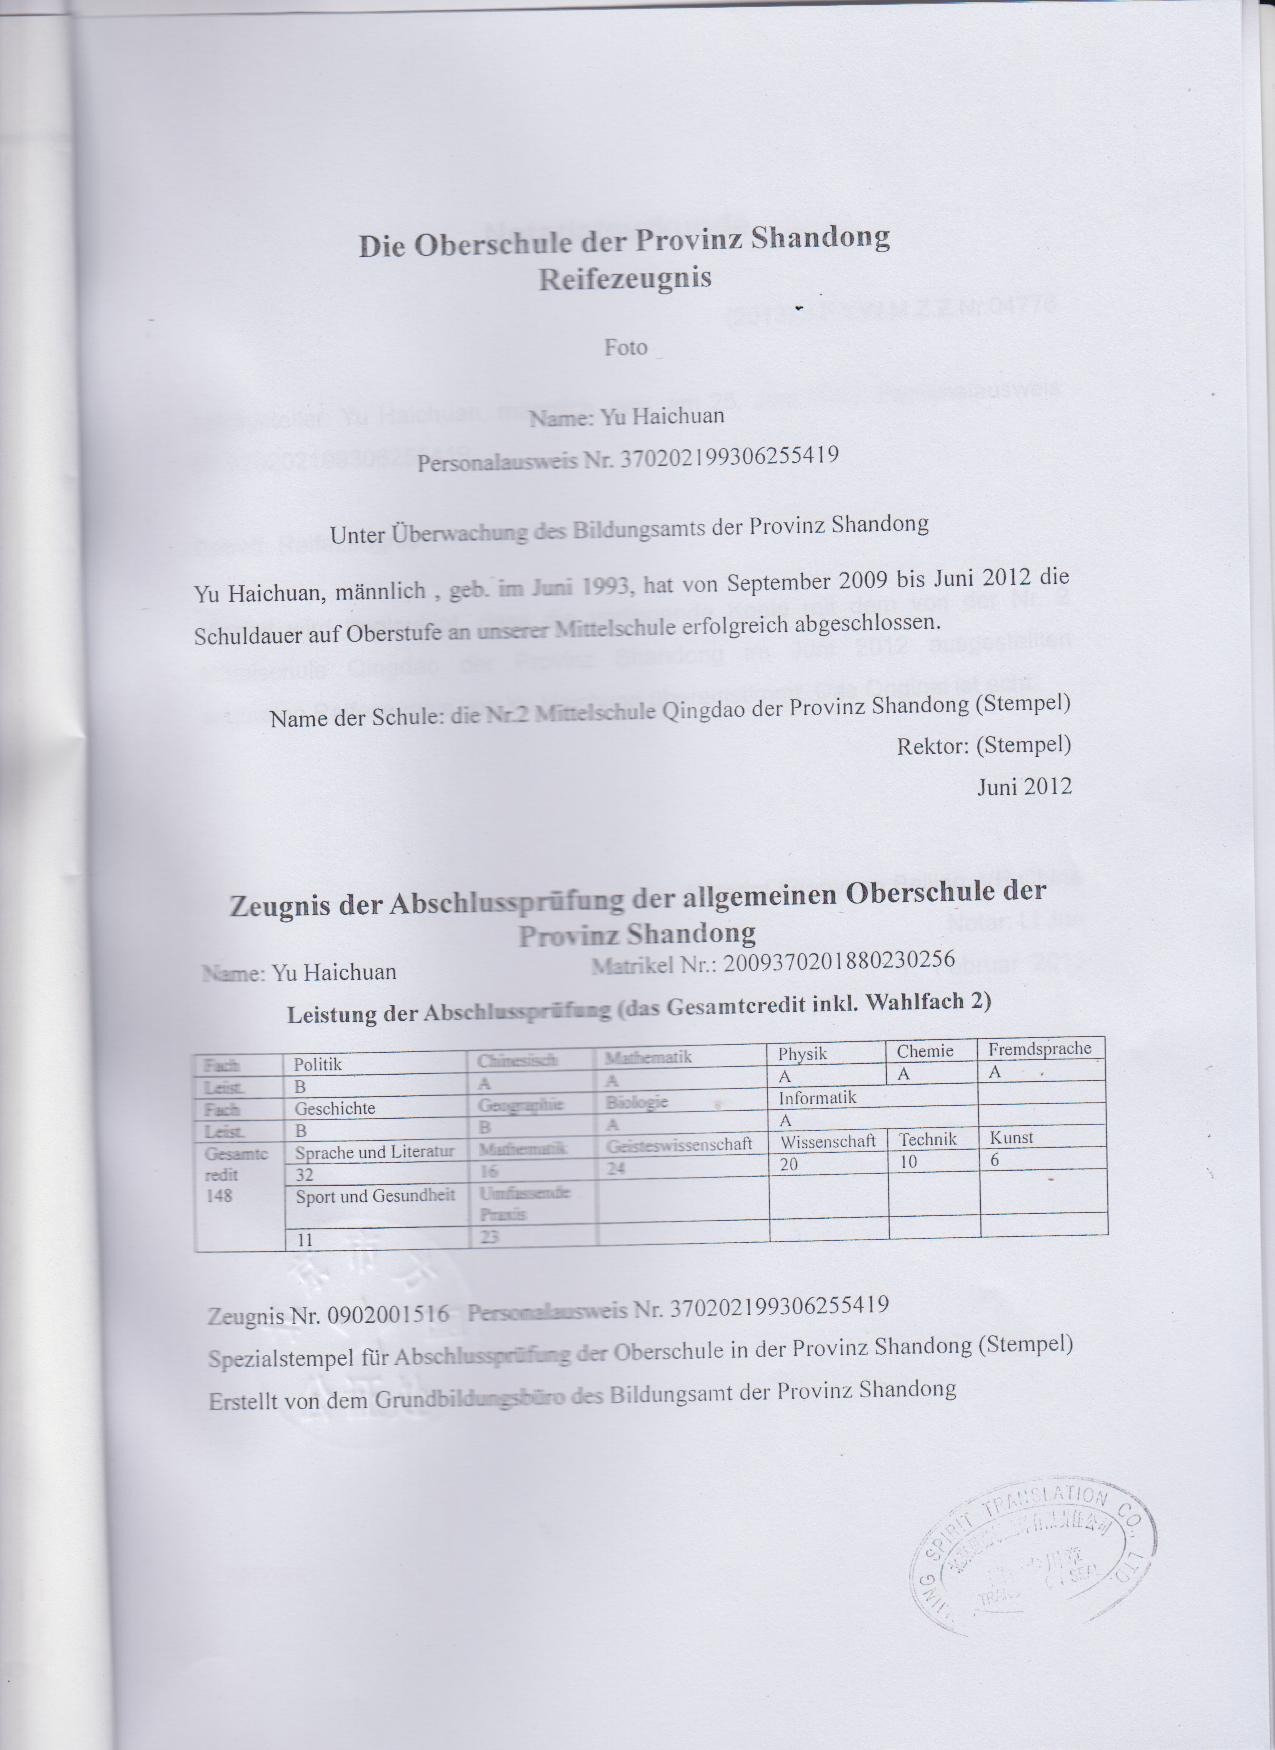 Die Oberschule der Provinz Shandong
Reifezeugnis
Foto
Name: Yu Haichuan
Personalausweis Nr. 370202199306255419
Unter Überwachung des Bildungsamts der Provinz Shandong
Yu Haichuan, männlich , geb. im Juni 1993, hat von September 2009 bis Juni 2012 die
Schuldauer auf Oberstufe an unserer Mittelschule erfolgreich abgeschlossen.
Name der Schule: die Nr.2 Mittelschule Qingdao der Provinz Shandong (Stempel)
Rektor: (Stempel)
Juni 2012
Zeugnis der Abschlussprüfung der allgemeinen Oberschule der
Provinz Shandong
Name: Yu Haichuan Matrikel Nr.: 2009370201880230256
Leistung der Abschlussprüfung (das Gesamtcredit inkl. Wahlfach 2)
Fach Politik Chinesisch Mathematik Physik Chemie Fremdsprache
Leist. B A A A A A
Fach Geschichte Geographie Biologie Informatik
Leist. B B A A
Gesamtc Sprache und Literatur Mathematik Geisteswissenschaft Wissenschaft Technik Kunst
redit 32 16 24 20 10 6
148 Sport und Gesundheit Umfassende
Praxis
11 23
Zeugnis Nr. 0902001516 Personalausweis Nr. 370202199306255419
Spezialstempel für Abschlussprüfung der Oberschule in der Provinz Shandong (Stempel)
Erstellt von dem Grundbildungsbüro des Bildungsamt der Provinz Shandong
SPIRIT TRANSLATION CO., LTD.